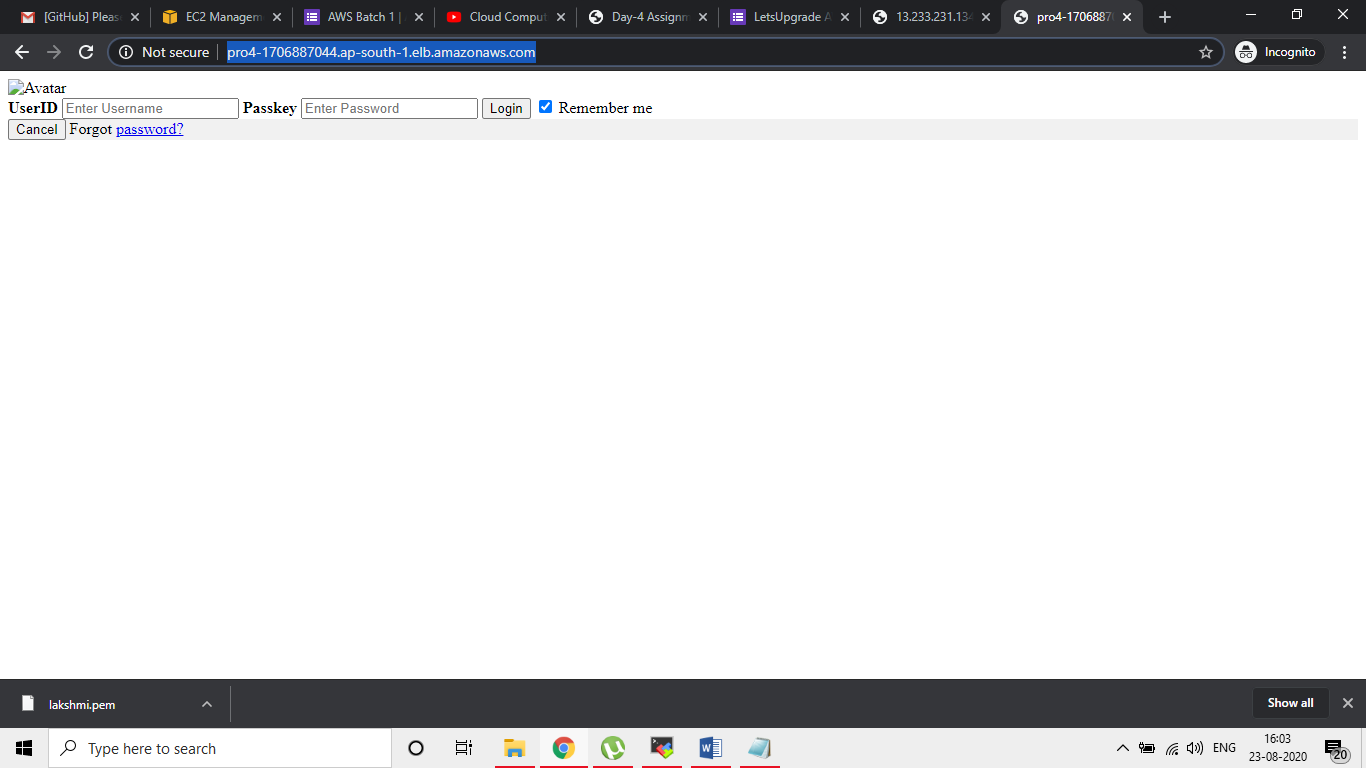 [GitHub] Pleas
EC2 Managem
AWS Batch 1 |
Cloud Comput
Day-4 Assignm
LetsUpgrade A
13.233.231.134
pro4-1706887
Not secure
pro4-1706887044.ap-south-1.elb.amazonaws.com
Incognito
Avatar
UserID Enter Username Passkey Enter Password Login Remember me
Cancel Forgot password?
lakshmi.pem
Show all
Type here to search
ENG
16:03
23-08-2020
20